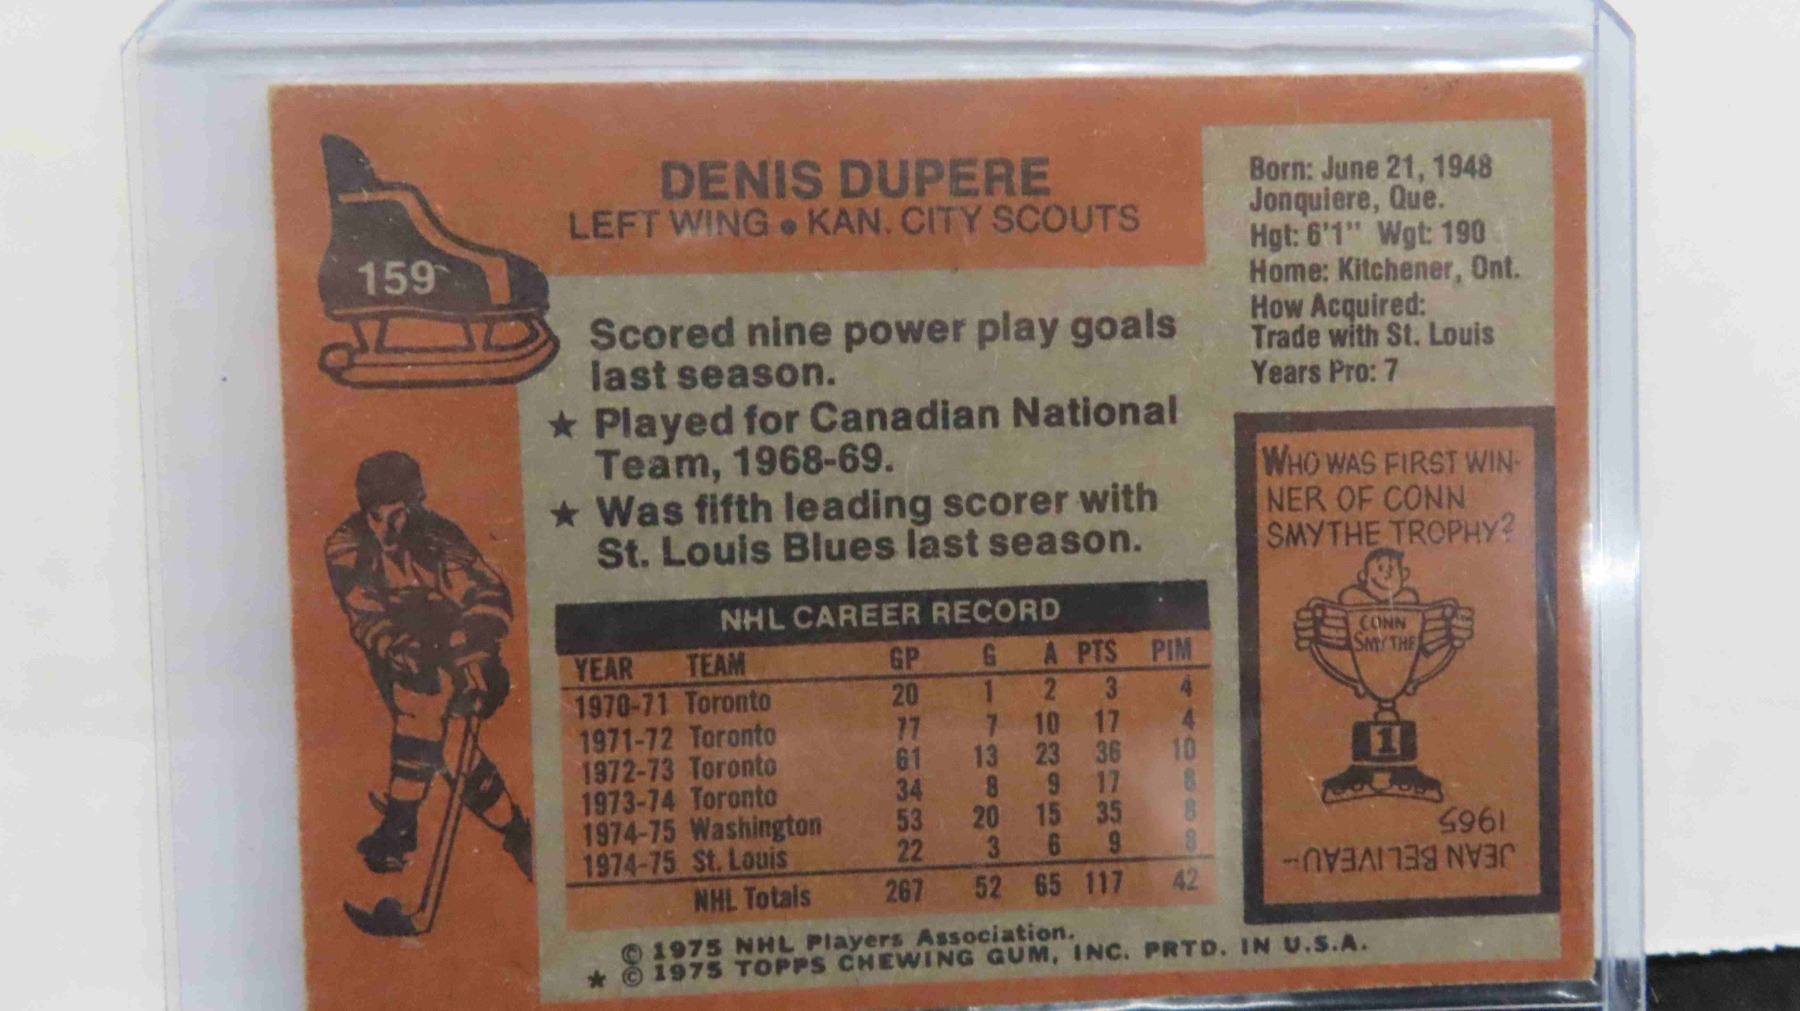 159
DENIS DUPERE
LEFT WING • KAN. CITY SCOUTS
Born: June 21, 1948
Jonquiere, Que.
Hgt: 6'1" Wgt: 190
Home: Kitchener, Ont.
How Acquired:
Trade with St. Louis
Years Pro: 7
Scored nine power play goals
last season.
★ Played for Canadian National
Team, 1968-69.
★ Was fifth leading scorer with
St. Louis Blues last season.
NHL CAREER RECORD
YEAR TEAM GP G A PTS PIM
1970-71 Toronto 20 1 2 3 4
1971-72 Toronto 77 7 10 17 4
1972-73 Toronto 61 13 23 36 10
1973-74 Toronto 34 8 9 17 8
1974-75 Washington 53 20 15 35 8
1974-75 St. Louis 22 3 6 9 8
NHL Totals 267 52 65 117 42
WHO WAS FIRST WIN-
NER OF CONN
SMYTHE TROPHY?
CONN
SMYTHE
1
JEAN BELIVEAU--
1965
© 1975 NHL Players Association.
★ © 1975 TOPPS CHEWING GUM, INC. PRTD. IN U.S.A.